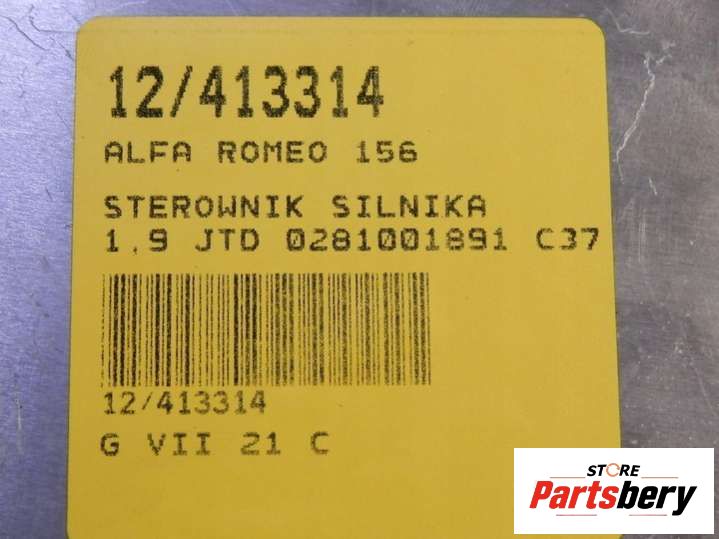 12/413314
ALFA ROMEO 156
STEROWNIK SILNIKA
1,9 JTD 0281001891 C37
12/413314
G VII 21 C
STORE
Partsbery